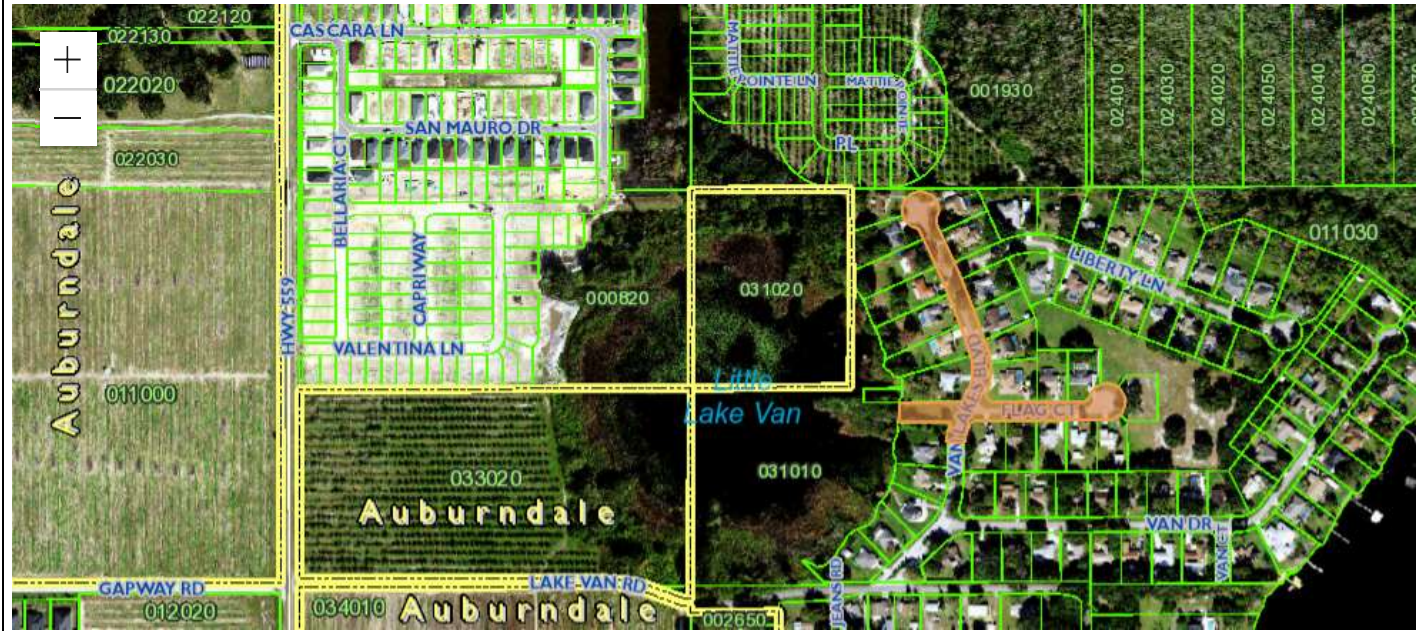 022120
CASCARA LN
022130
022020
022030
SAN MAURO DR
BELLARIA CT
CAPRI WAY
VALENTINA LN
MATTIE
POINTE LN
MATTIE
POINTE
PL
001930
024010
024030
024020
024050
024040
024080
Auburndale
011000
HWY 559
000820
031020
Little
Lake Van
031010
011030
LIBERTY LN
VAN LAKES BLVD
FLAG CT
033020
Auburndale
VAN DR
VAN CT
JEANS RD
GAPWAY RD
LAKE VAN RD
012020
034010
Auburndale
002650